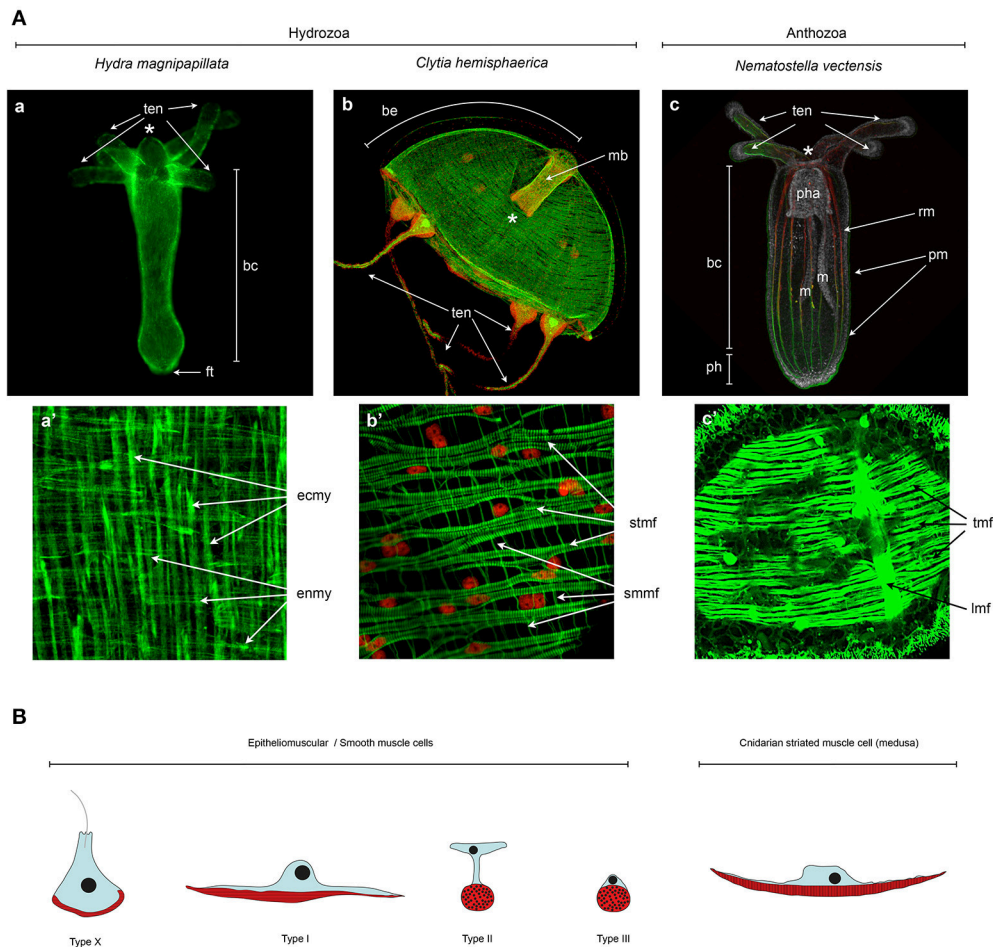 A
Hydrozoa
Anthozoa
Hydra magnipapillata
Clytia hemisphaerica
Nematostella vectensis
a
ten
*
bc
ft
b
be
mb
*
ten
c
ten
*
pha
rm
bc
pm
m
m
ph
a'
ecmy
enmy
b'
stmf
smmf
c'
tmf
lmf
B
Epitheliomuscular / Smooth muscle cells
Cnidarian striated muscle cell (medusa)
Type X
Type I
Type II
Type III